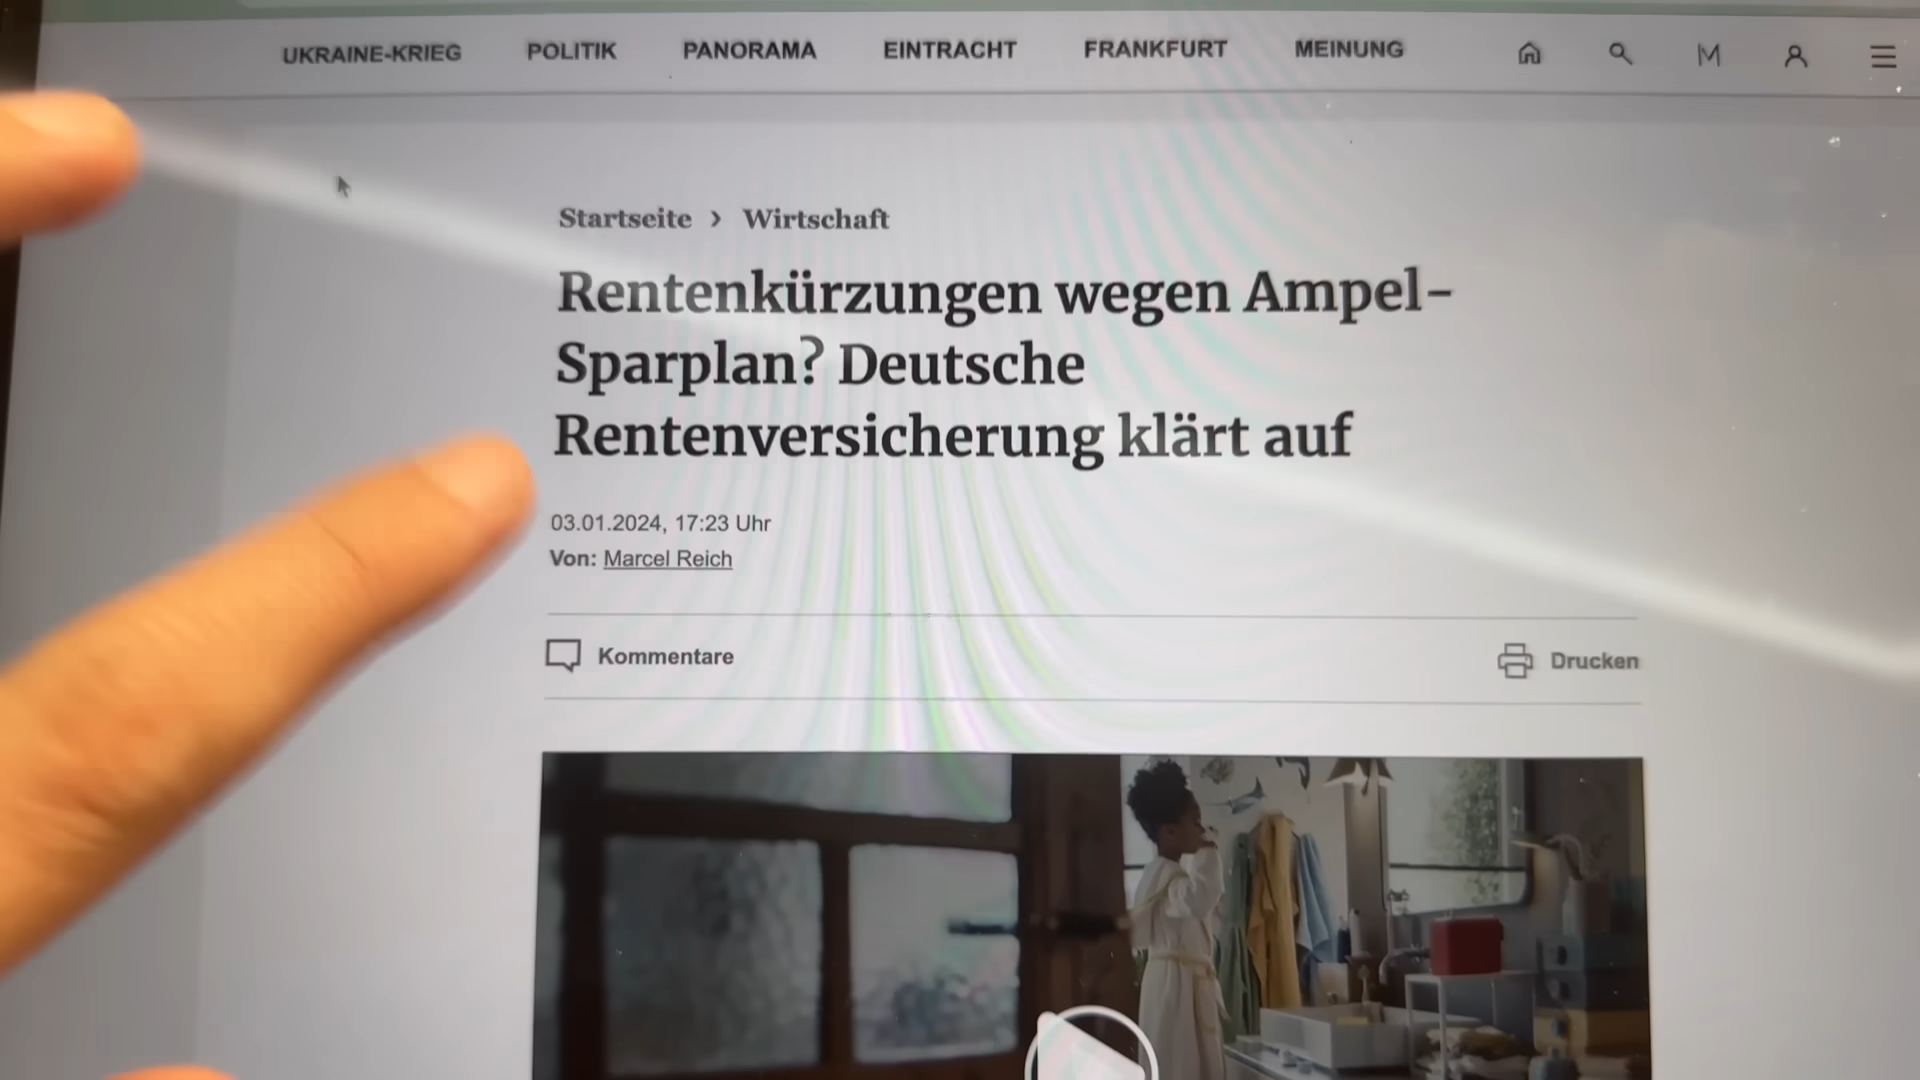 UKRAINE-KRIEG POLITIK PANORAMA EINTRACHT FRANKFURT MEINUNG M
Startseite > Wirtschaft
Rentenkürzungen wegen Ampel-
Sparplan? Deutsche
Rentenversicherung klärt auf
03.01.2024, 17:23 Uhr
Von: Marcel Reich
Kommentare Drucken